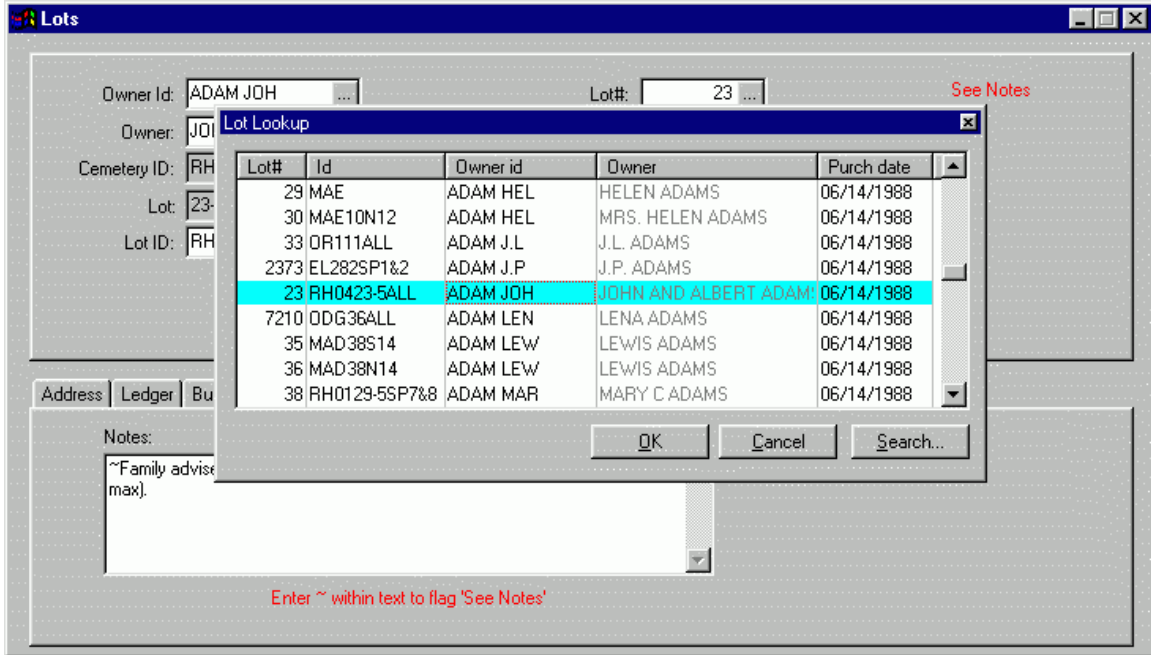 Lots
Owner Id: ADAM JOH ... Lot#: 23 ... See Notes
Owner: JO
Cemetery ID: RH
Lot: 23-
Lot ID: RH
Lot Lookup
Lot# Id Owner id Owner Purch date
29 MAE ADAM HEL HELEN ADAMS 06/14/1988
30 MAE10N12 ADAM HEL MRS. HELEN ADAMS 06/14/1988
33 OR111ALL ADAM J.L J.L. ADAMS 06/14/1988
2373 EL282SP1&2 ADAM J.P J.P. ADAMS 06/14/1988
23 RH0423-5ALL ADAM JOH JOHN AND ALBERT ADAM 06/14/1988
7210 ODG36ALL ADAM LEN LENA ADAMS 06/14/1988
35 MAD38S14 ADAM LEW LEWIS ADAMS 06/14/1988
36 MAD38N14 ADAM LEW LEWIS ADAMS 06/14/1988
38 RH0129-5SP7&8 ADAM MAR MARY C ADAMS 06/14/1988
OK Cancel Search...
Address Ledger Bu
Notes:
~Family advise
max).
Enter ~ within text to flag 'See Notes'